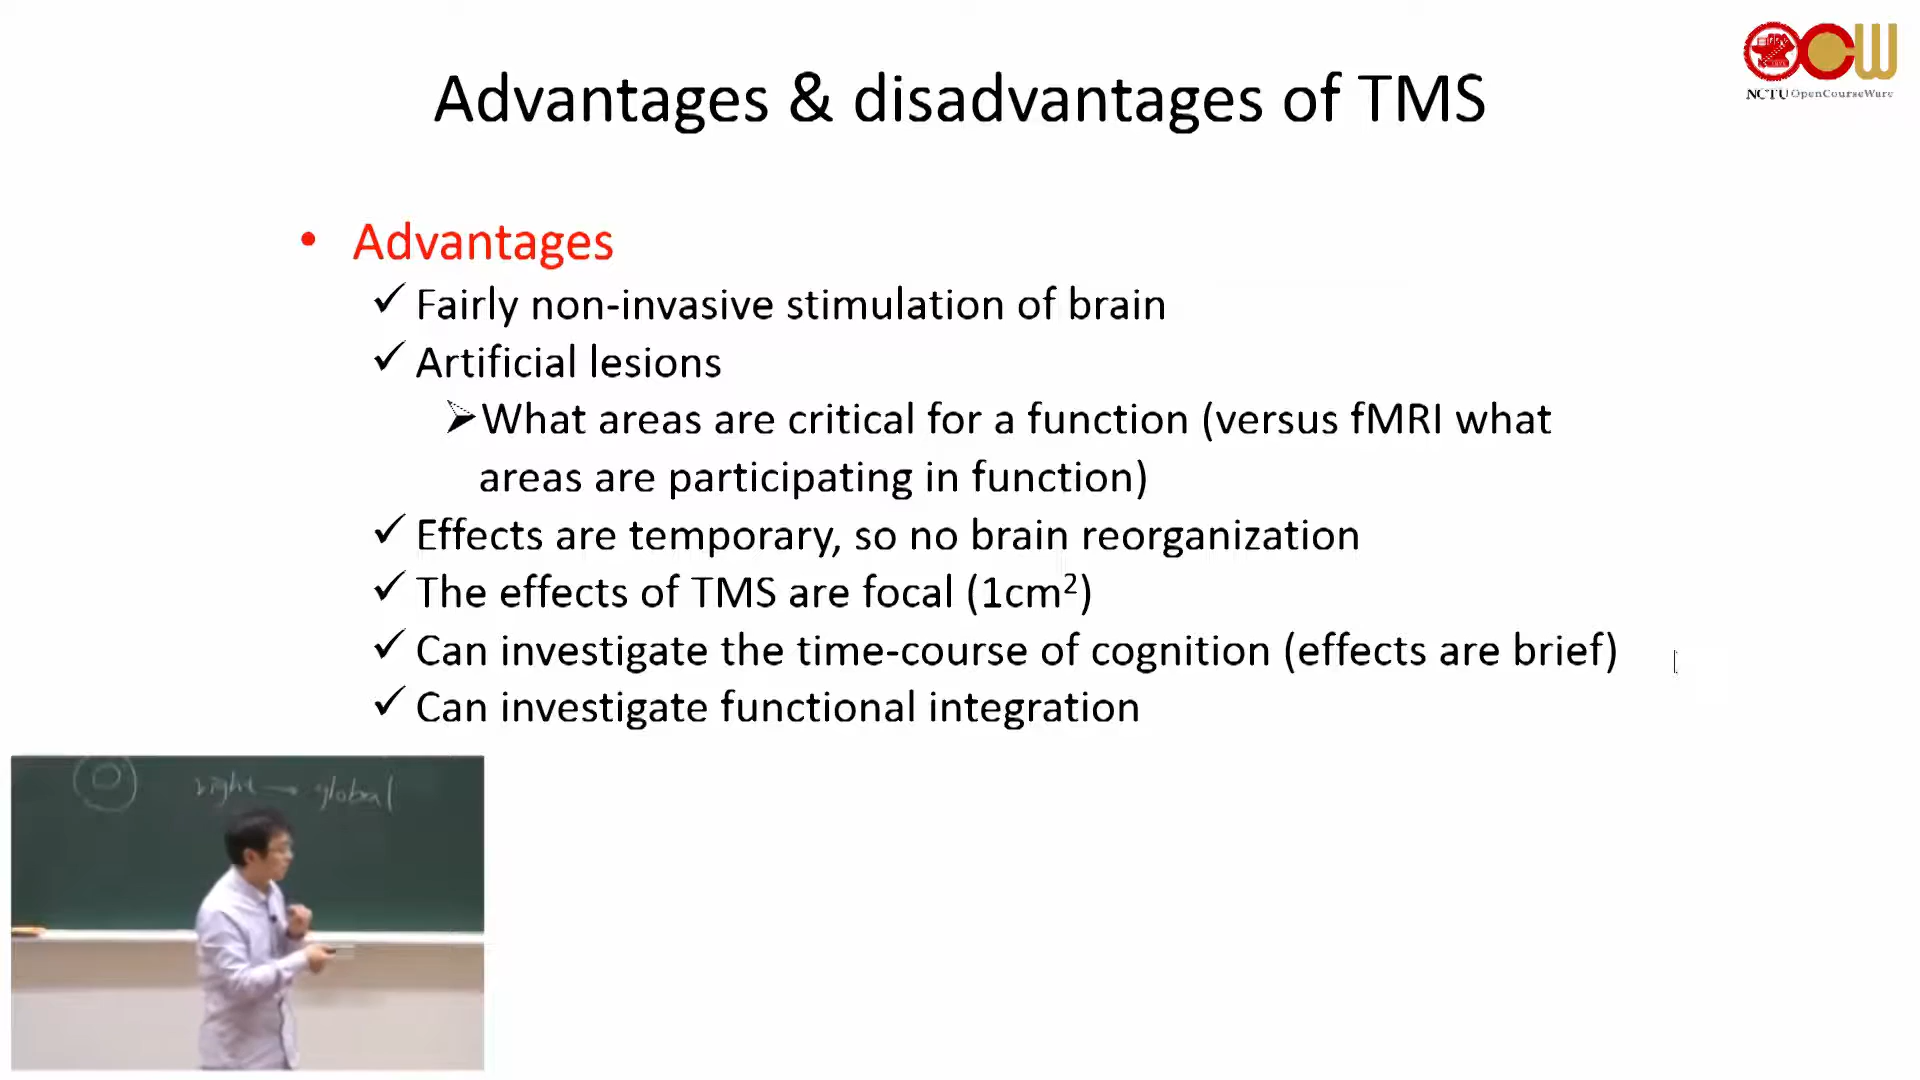 NCTU OpenCourseWare
Advantages & disadvantages of TMS
• Advantages
✓ Fairly non-invasive stimulation of brain
✓ Artificial lesions
➢What areas are critical for a function (versus fMRI what
areas are participating in function)
✓ Effects are temporary, so no brain reorganization
✓ The effects of TMS are focal (1cm²)
✓ Can investigate the time-course of cognition (effects are brief)
✓ Can investigate functional integration
right → global